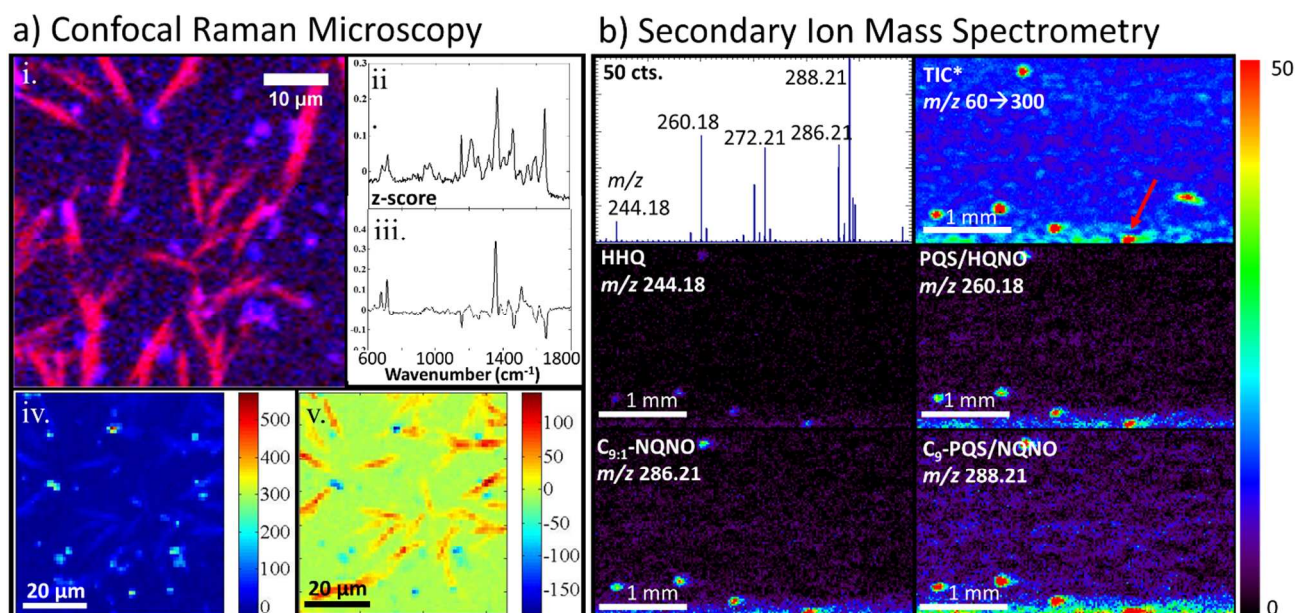 a) Confocal Raman Microscopy
i.
10 µm
ii
.
0.3
0.2
0.1
0
z-score
iii.
0.4
0.3
0.2
0.1
0
-0.1
600 1000 1400 1800
Wavenumber (cm⁻¹)
iv.
20 µm
500
400
300
200
100
0
v.
20 µm
100
50
0
-50
-100
-150
b) Secondary Ion Mass Spectrometry
50 cts.
288.21
260.18
272.21
286.21
m/z
244.18
TIC*
m/z 60→300
1 mm
HHQ
m/z 244.18
1 mm
PQS/HQNO
m/z 260.18
1 mm
C₉:₁-NQNO
m/z 286.21
1 mm
C₉-PQS/NQNO
m/z 288.21
1 mm
50
0